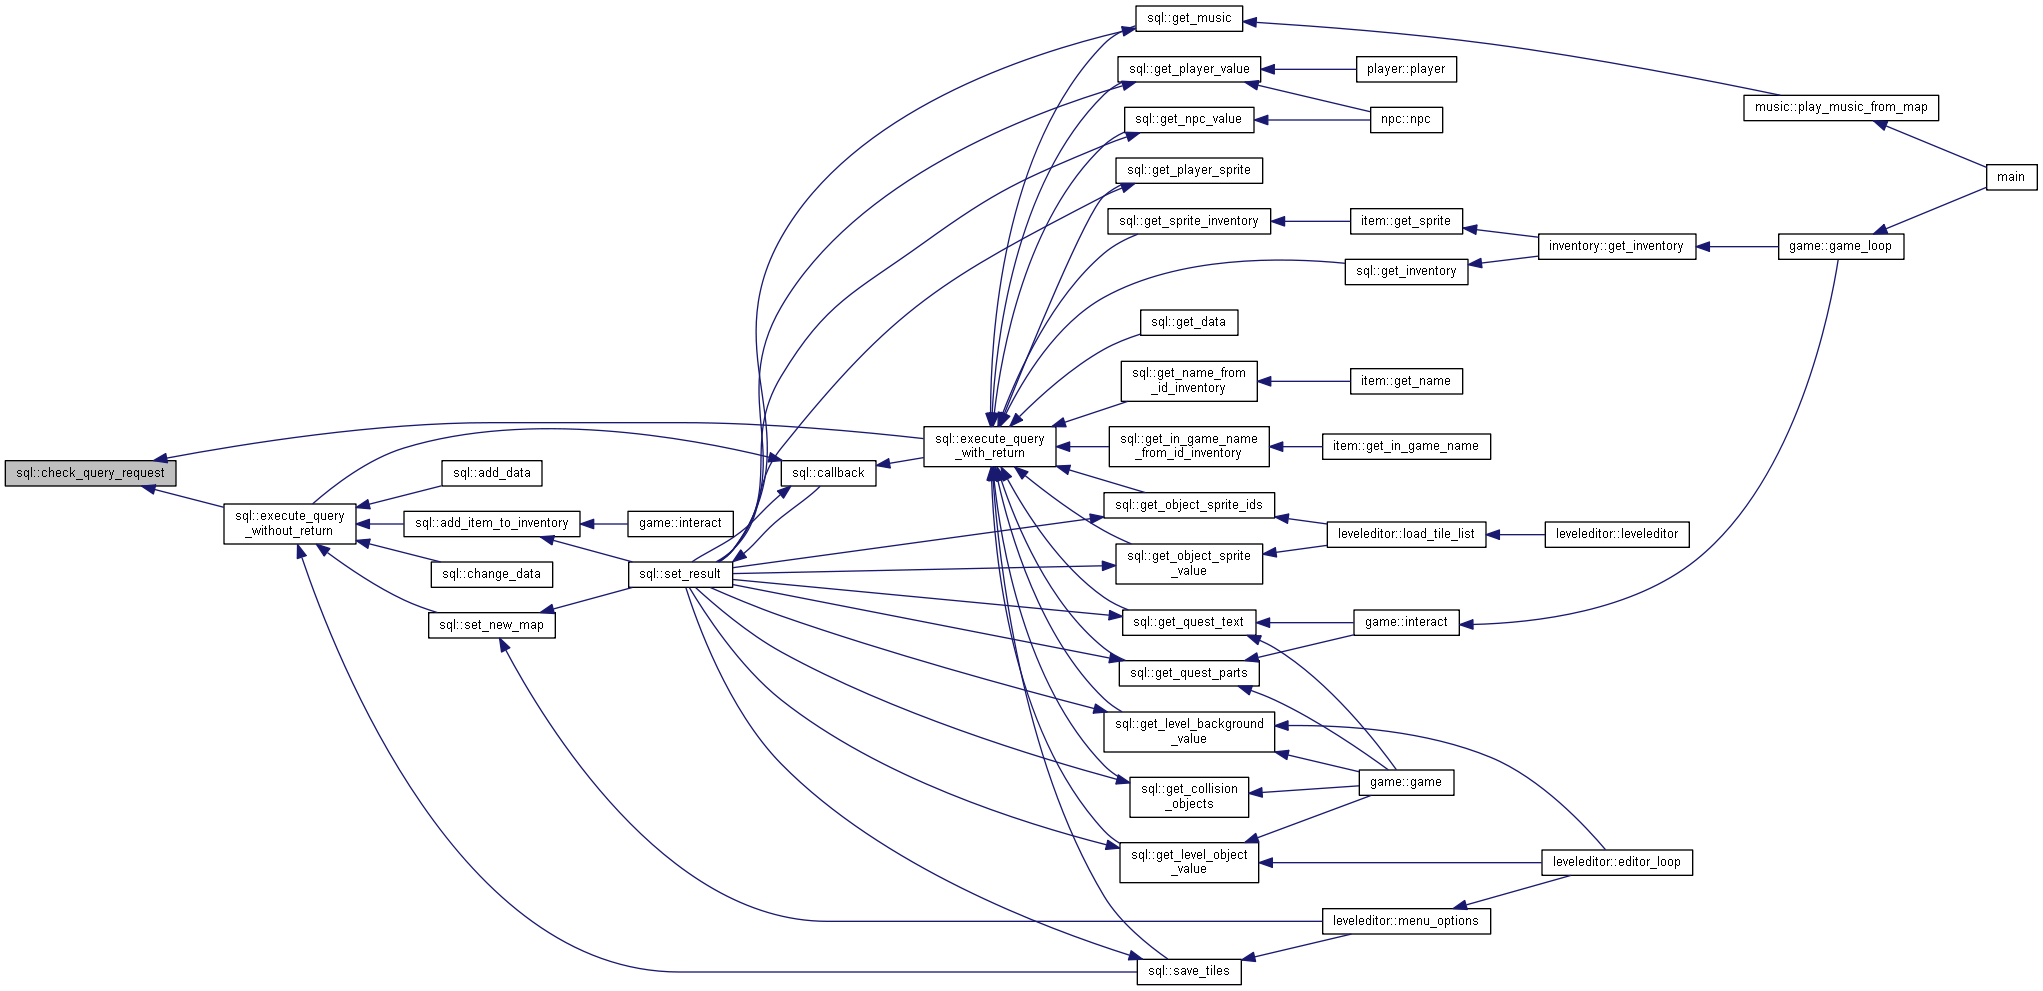 sql::get_music
sql::get_player_value
player::player
music::play_music_from_map
sql::get_npc_value
npc::npc
sql::get_player_sprite
main
sql::get_sprite_inventory
item::get_sprite
inventory::get_inventory
game::game_loop
sql::get_inventory
sql::get_data
sql::get_name_from
_id_inventory
item::get_name
sql::execute_query
_with_return
sql::get_in_game_name
_from_id_inventory
item::get_in_game_name
sql::check_query_request
sql::add_data
sql::callback
sql::get_object_sprite_ids
sql::execute_query
_without_return
sql::add_item_to_inventory
game::interact
leveleditor::load_tile_list
leveleditor::leveleditor
sql::get_object_sprite
_value
sql::change_data
sql::set_result
sql::set_new_map
sql::get_quest_text
game::interact
sql::get_quest_parts
sql::get_level_background
_value
game::game
sql::get_collision
_objects
sql::get_level_object
_value
leveleditor::editor_loop
leveleditor::menu_options
sql::save_tiles